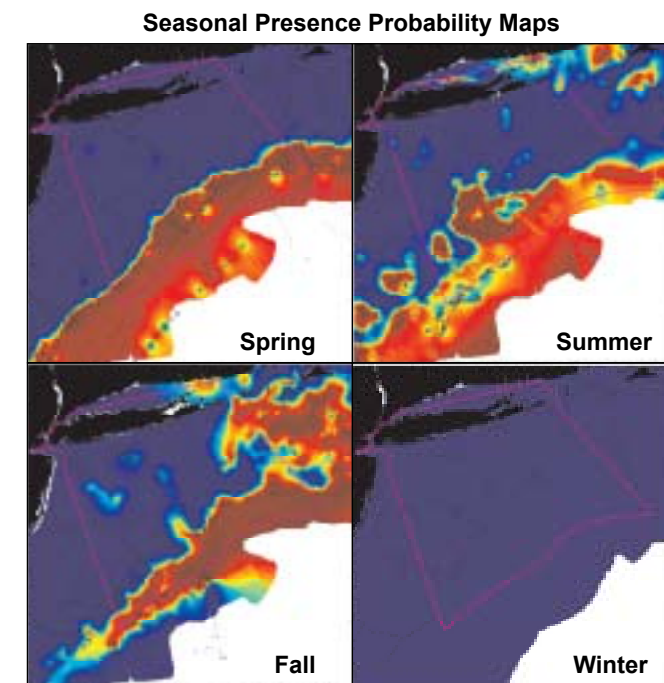 Seasonal Presence Probability Maps
Spring
Summer
Fall
Winter